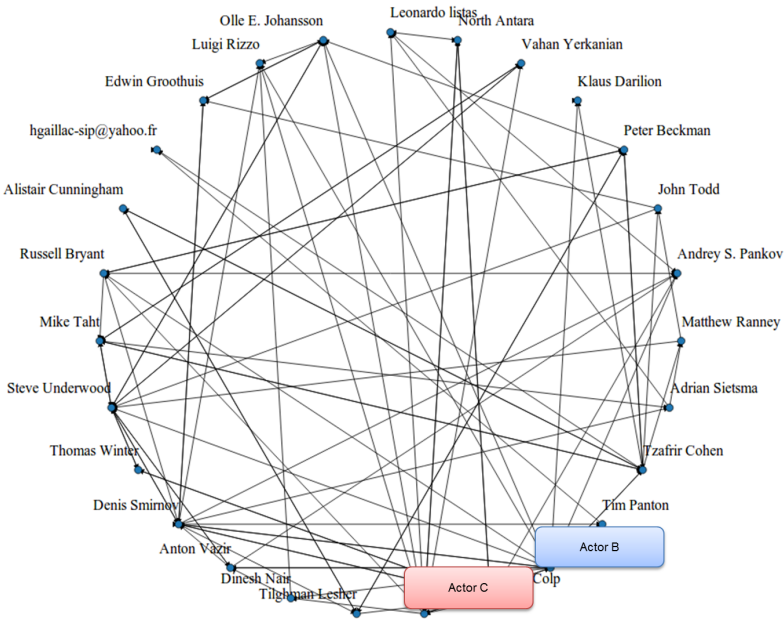 Leonardo listas
Olle E. Johansson
North Antara
Luigi Rizzo
Vahan Yerkanian
Edwin Groothuis
Klaus Darilion
hgaillac-sip@yahoo.fr
Peter Beckman
Alistair Cunningham
John Todd
Russell Bryant
Andrey S. Pankov
Mike Taht
Matthew Ranney
Steve Underwood
Adrian Sietsma
Thomas Winter
Tzafrir Cohen
Denis Smirnov
Tim Panton
Anton Vazir
Actor B
Dinesh Nair
Colp
Actor C
Tilghman Lesher